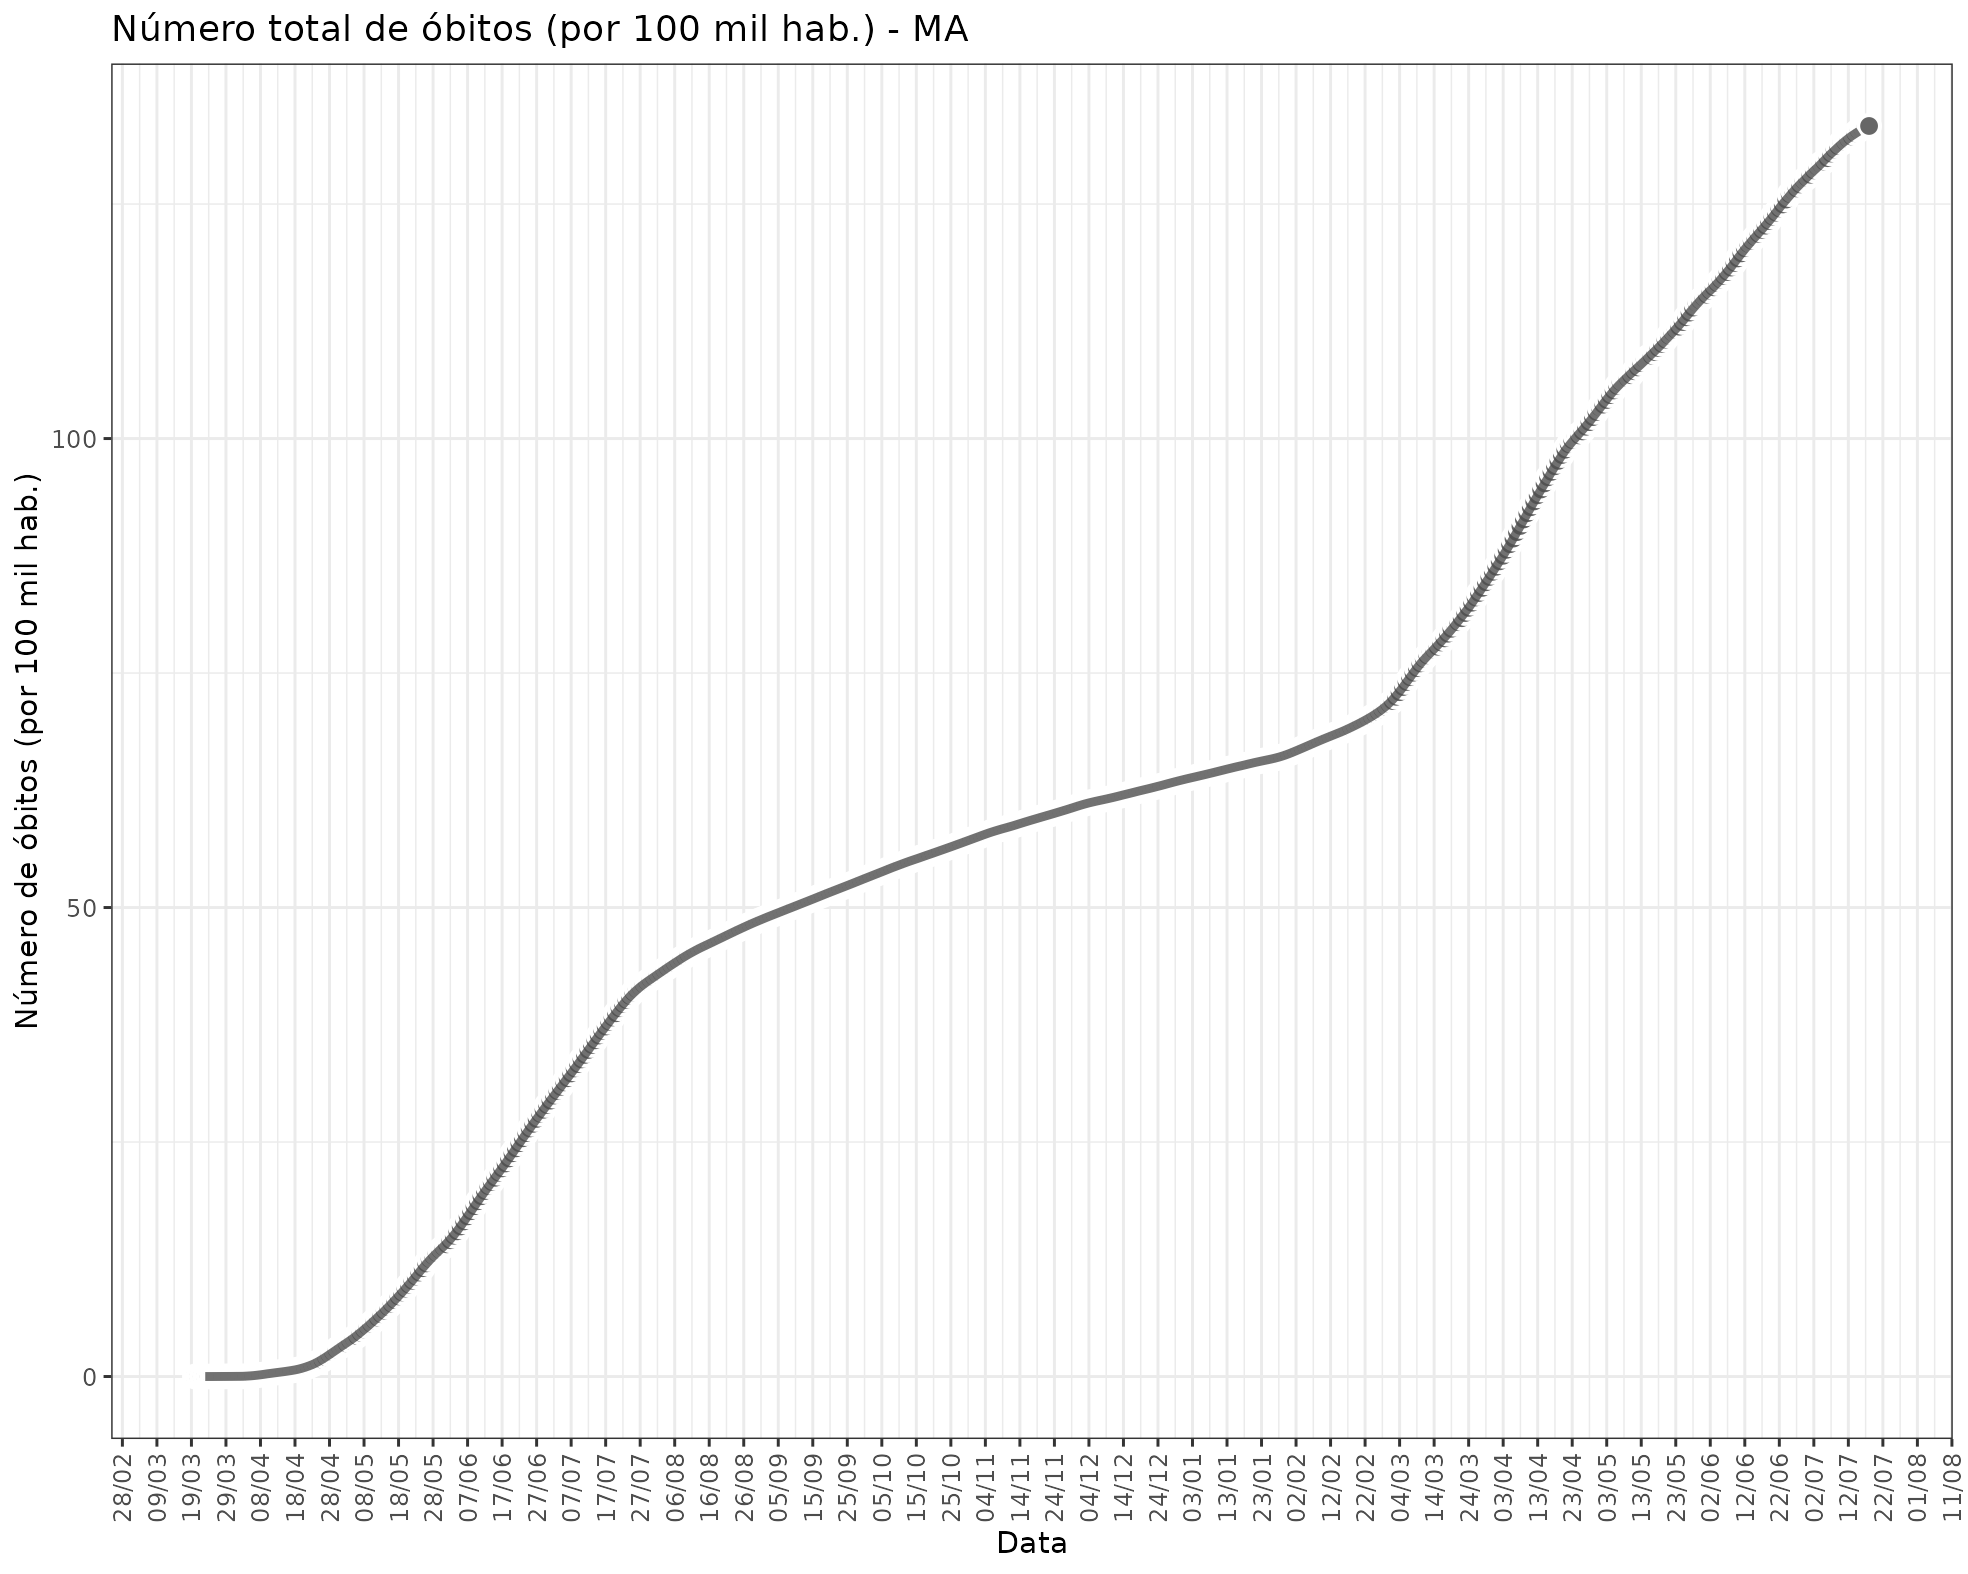 Número total de óbitos (por 100 mil hab.) - MA
Número de óbitos (por 100 mil hab.)
100
50
0
28/02 09/03 19/03 29/03 08/04 18/04 28/04 08/05 18/05 28/05 07/06 17/06 27/06 07/07 17/07 27/07 06/08 16/08 26/08 05/09 15/09 25/09 05/10 15/10 25/10 04/11 14/11 24/11 04/12 14/12 24/12 03/01 13/01 23/01 02/02 12/02 22/02 04/03 14/03 24/03 03/04 13/04 23/04 03/05 13/05 23/05 02/06 12/06 22/06 02/07 12/07 22/07 01/08 11/08
Data